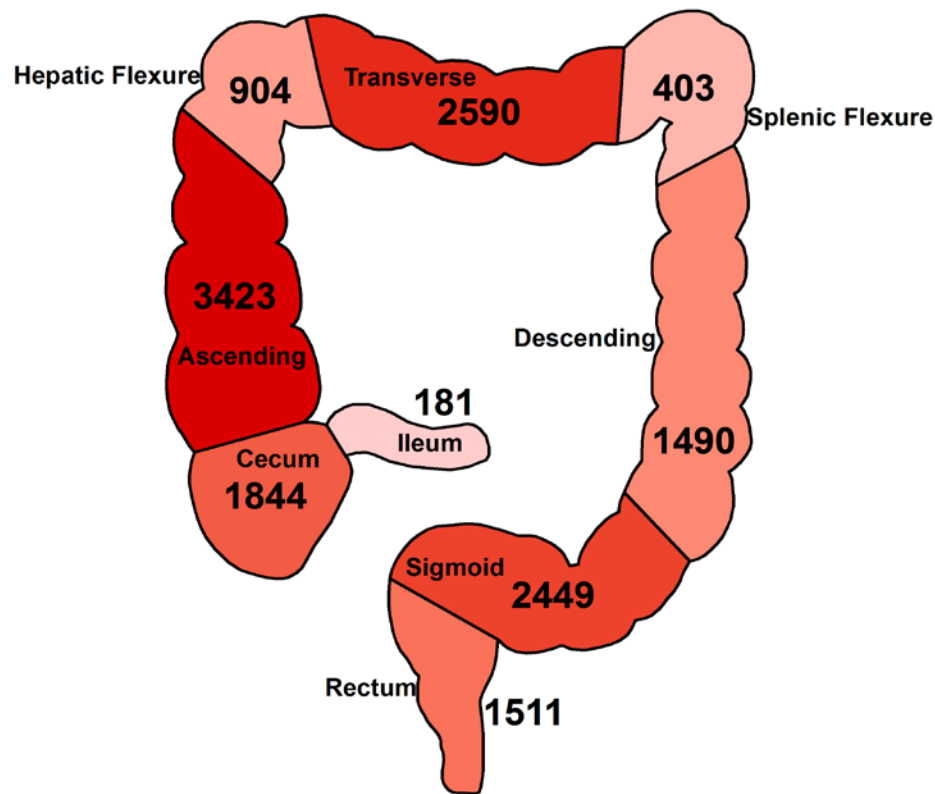 Hepatic Flexure
904
Transverse
2590
403
Splenic Flexure
3423
Ascending
Descending
181
Ileum
Cecum
1844
1490
Sigmoid
2449
Rectum
1511